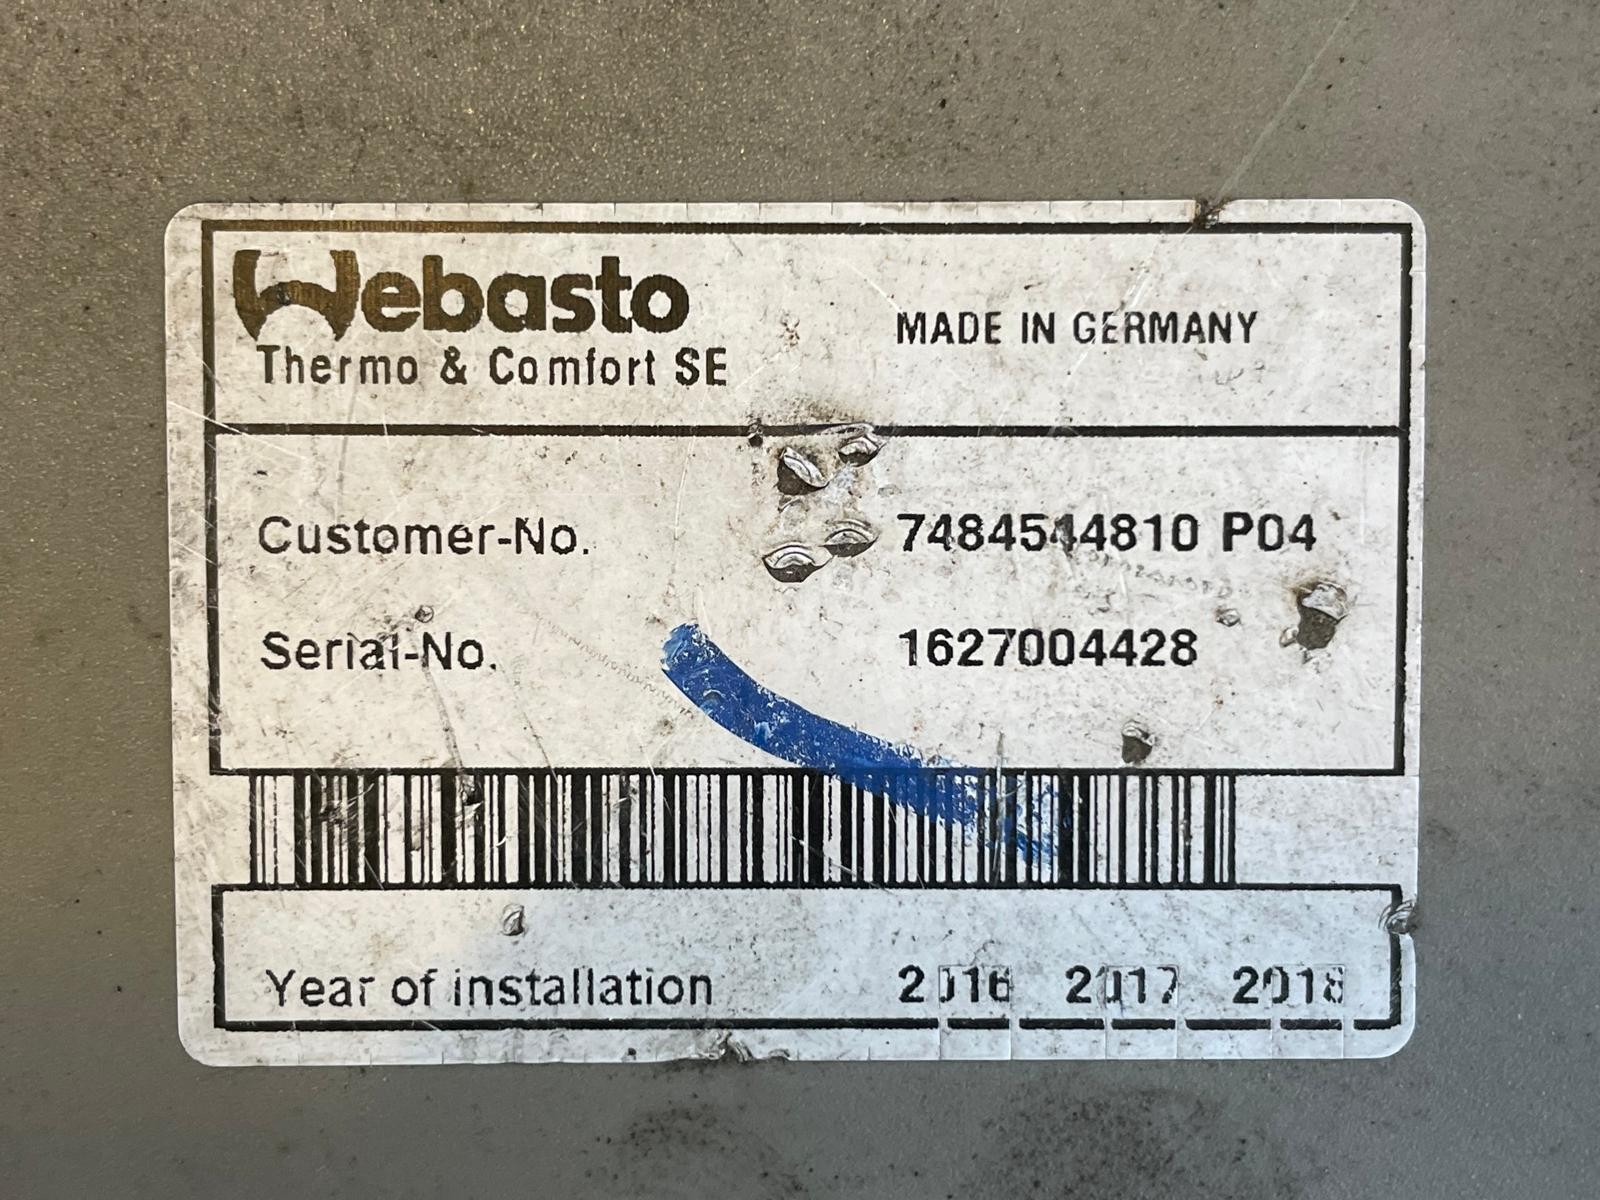 Webasto
Thermo & Comfort SE
MADE IN GERMANY
Customer-No. 7484544810 P04
Serial-No. 1627004428
Year of installation 2016 2017 2018